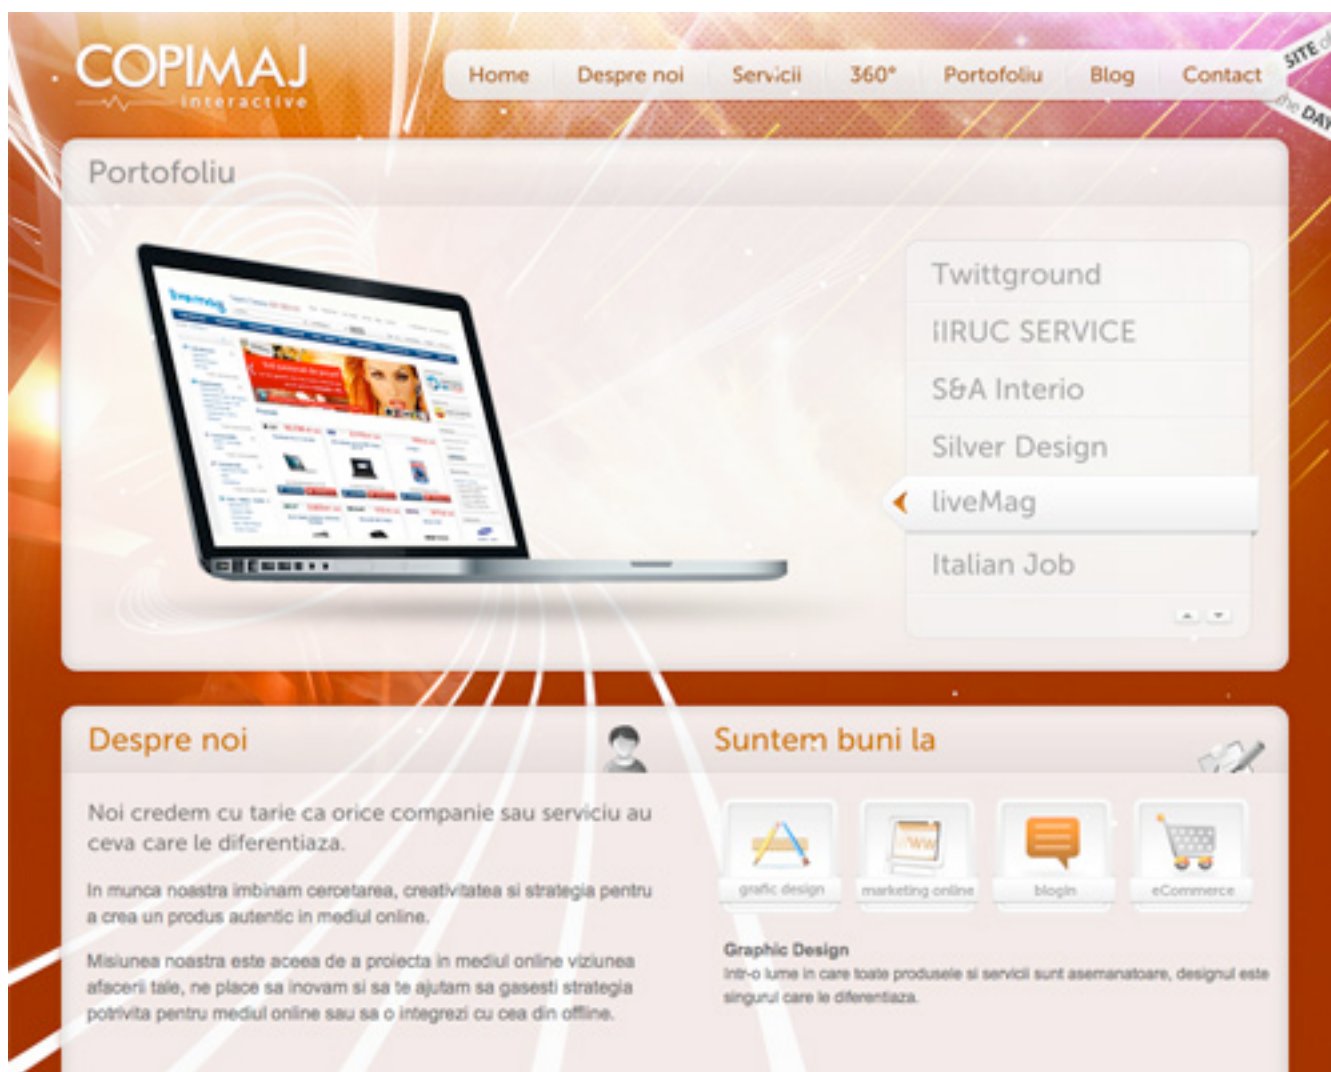 COPIMAJ
interactive
Home Despre noi Servicii 360° Portofoliu Blog Contact
SITE of
the DAY
Portofoliu
Twittground
iIRUC SERVICE
S&A Interio
Silver Design
liveMag
Italian Job
Despre noi
Noi credem cu tarie ca orice companie sau serviciu au
ceva care le diferentiaza.
In munca noastra imbinam cercetarea, creativitatea si strategia pentru
a crea un produs autentic in mediul online.
Misiunea noastra este aceea de a proiecta in mediul online viziunea
afacerii tale, ne place sa inovam si sa te ajutam sa gasesti strategia
potrivita pentru mediul online sau sa o integrezi cu cea din offline.
Suntem buni la
grafic design marketing online blogin eCommerce
Graphic Design
Intr-o lume in care toate produsele si servicii sunt asemanatoare, designul este
singurul care le diferentiaza.